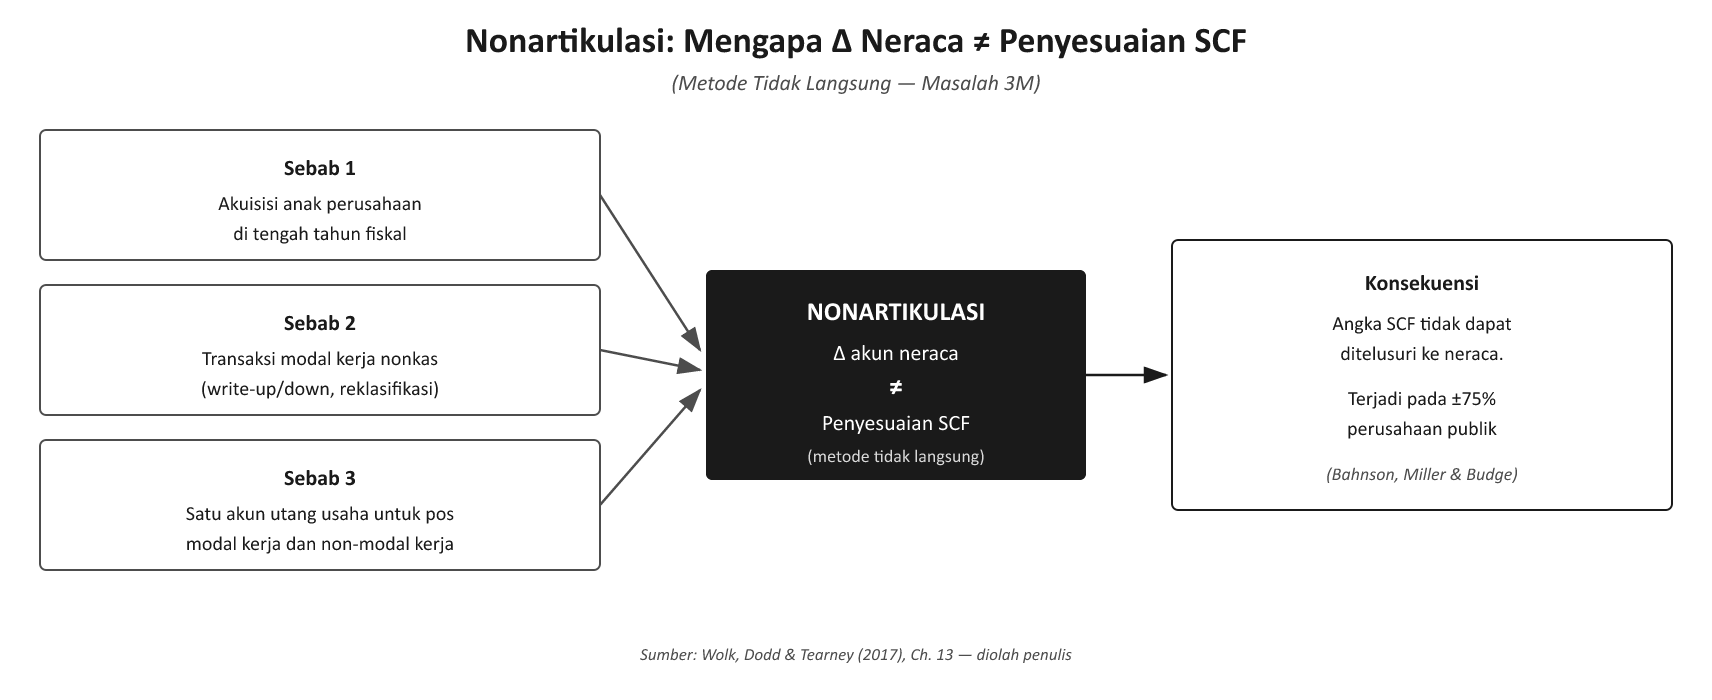 Nonartikulasi: Mengapa Δ Neraca ≠ Penyesuaian SCF
(Metode Tidak Langsung — Masalah 3M)
Sebab 1
Akuisisi anak perusahaan
di tengah tahun fiskal
Sebab 2
Transaksi modal kerja nonkas
(write-up/down, reklasifikasi)
Sebab 3
Satu akun utang usaha untuk pos
modal kerja dan non-modal kerja
NONARTIKULASI
Δ akun neraca
≠
Penyesuaian SCF
(metode tidak langsung)
Konsekuensi
Angka SCF tidak dapat
ditelusuri ke neraca.
Terjadi pada ±75%
perusahaan publik
(Bahnson, Miller & Budge)
Sumber: Wolk, Dodd & Tearney (2017), Ch. 13 — diolah penulis